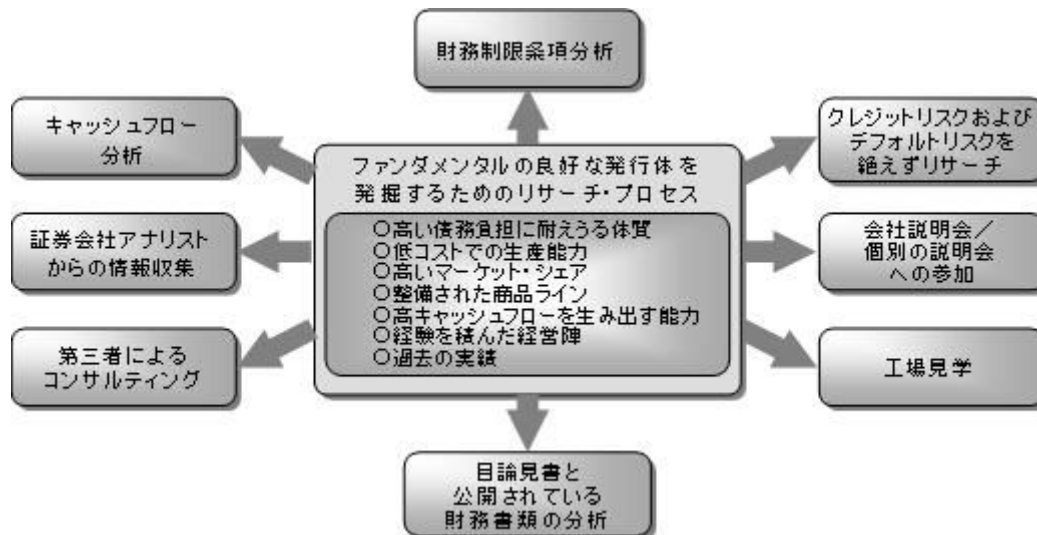 財務制限条項分析
キャッシュフロー
分析
クレジットリスクおよび
デフォルトリスクを
絶えずリサーチ
ファンダメンタルの良好な発行体を
発掘するためのリサーチ・プロセス
○高い債務負担に耐えうる体質
○低コストでの生産能力
○高いマーケット・シェア
○整備された商品ライン
○高キャッシュフローを生み出す能力
○経験を積んだ経営陣
○過去の実績
証券会社アナリスト
からの情報収集
会社説明会／
個別の説明会
への参加
第三者による
コンサルティング
工場見学
目論見書と
公開されている
財務書類の分析